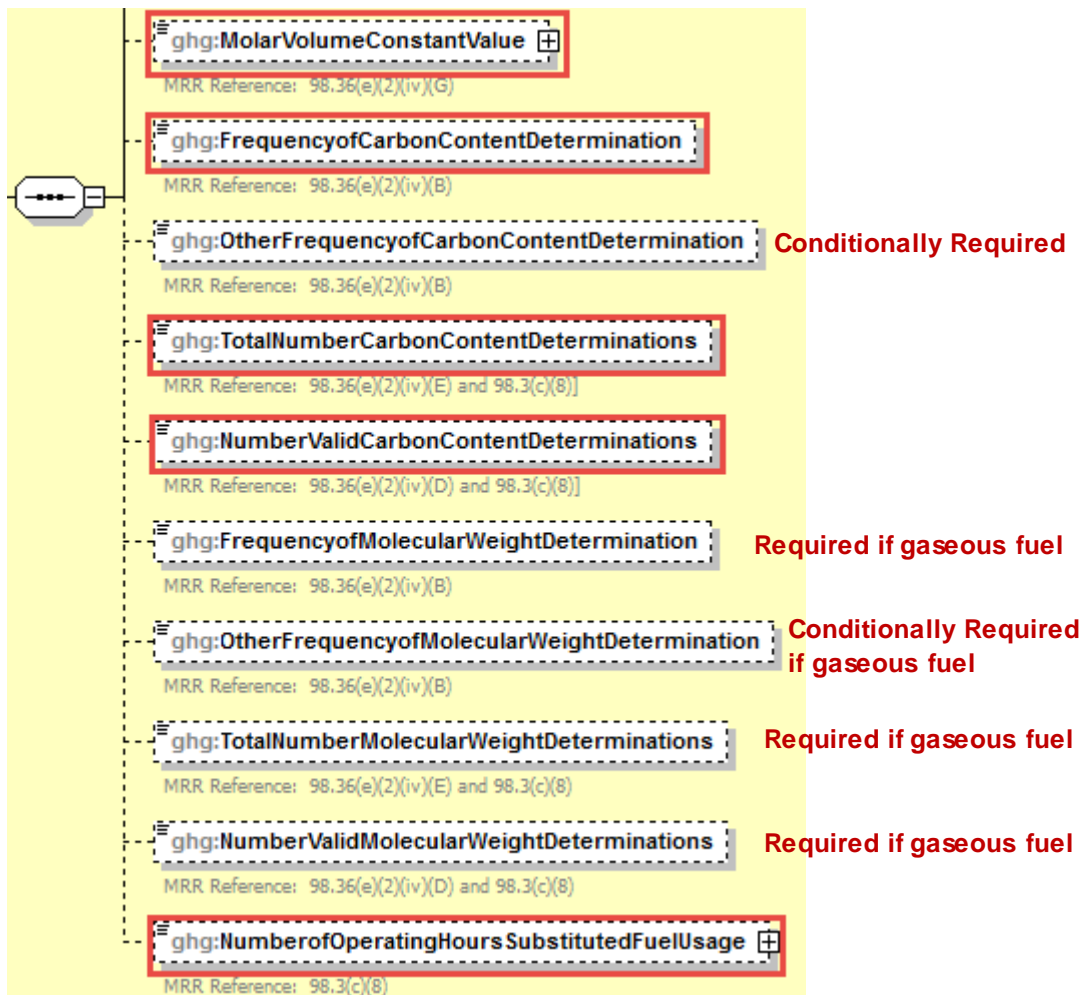 ghg:MolarVolumeConstantValue
MRR Reference: 98.36(e)(2)(iv)(G)
ghg:FrequencyofCarbonContentDetermination
MRR Reference: 98.36(e)(2)(iv)(B)
ghg:OtherFrequencyofCarbonContentDetermination Conditionally Required
MRR Reference: 98.36(e)(2)(iv)(B)
ghg:TotalNumberCarbonContentDeterminations
MRR Reference: 98.36(e)(2)(iv)(E) and 98.3(c)(8)]
ghg:NumberValidCarbonContentDeterminations
MRR Reference: 98.36(e)(2)(iv)(D) and 98.3(c)(8)]
ghg:FrequencyofMolecularWeightDetermination Required if gaseous fuel
MRR Reference: 98.36(e)(2)(iv)(B)
ghg:OtherFrequencyofMolecularWeightDetermination Conditionally Required
if gaseous fuel
MRR Reference: 98.36(e)(2)(iv)(B)
ghg:TotalNumberMolecularWeightDeterminations Required if gaseous fuel
MRR Reference: 98.36(e)(2)(iv)(E) and 98.3(c)(8)
ghg:NumberValidMolecularWeightDeterminations Required if gaseous fuel
MRR Reference: 98.36(e)(2)(iv)(D) and 98.3(c)(8)
ghg:NumberofOperatingHoursSubstitutedFuelUsage
MRR Reference: 98.3(c)(8)